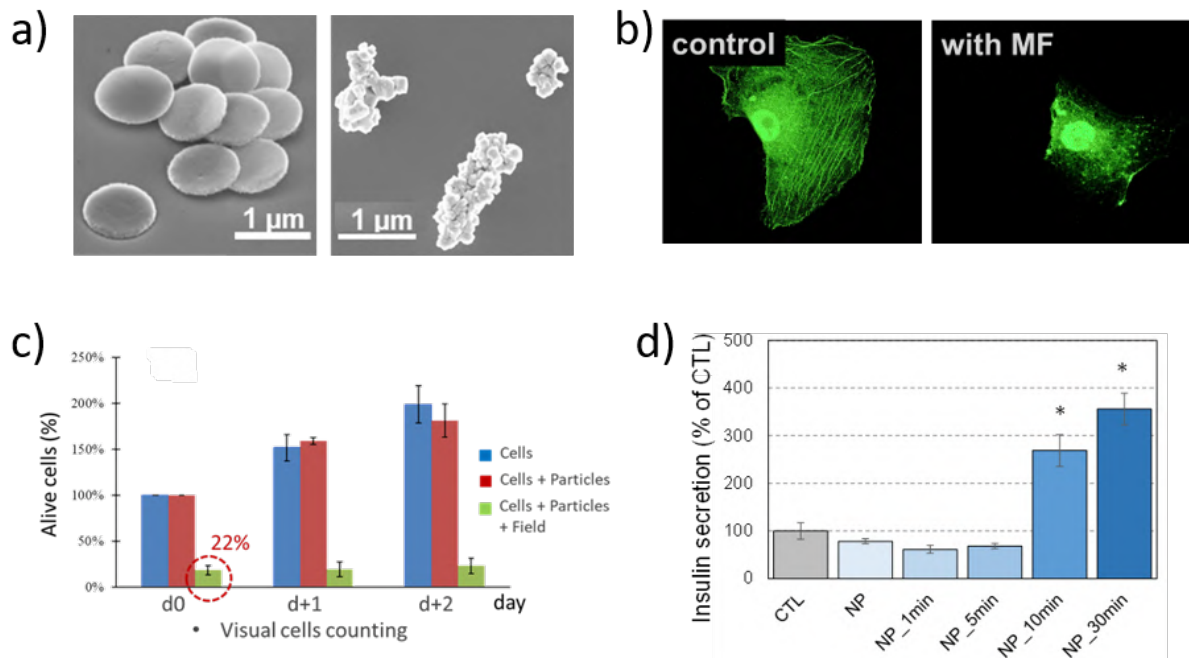 a)
1 µm
1 µm
b)
control
with MF
c)
250%
200%
150%
100%
50%
0%
Alive cells (%)
22%
d0
d+1
d+2
day
• Visual cells counting
Cells
Cells + Particles
Cells + Particles
+ Field
d)
500
400
300
200
100
0
Insulin secretion (% of CTL)
*
*
CTL
NP
NP_1min
NP_5min
NP_10min
NP_30min